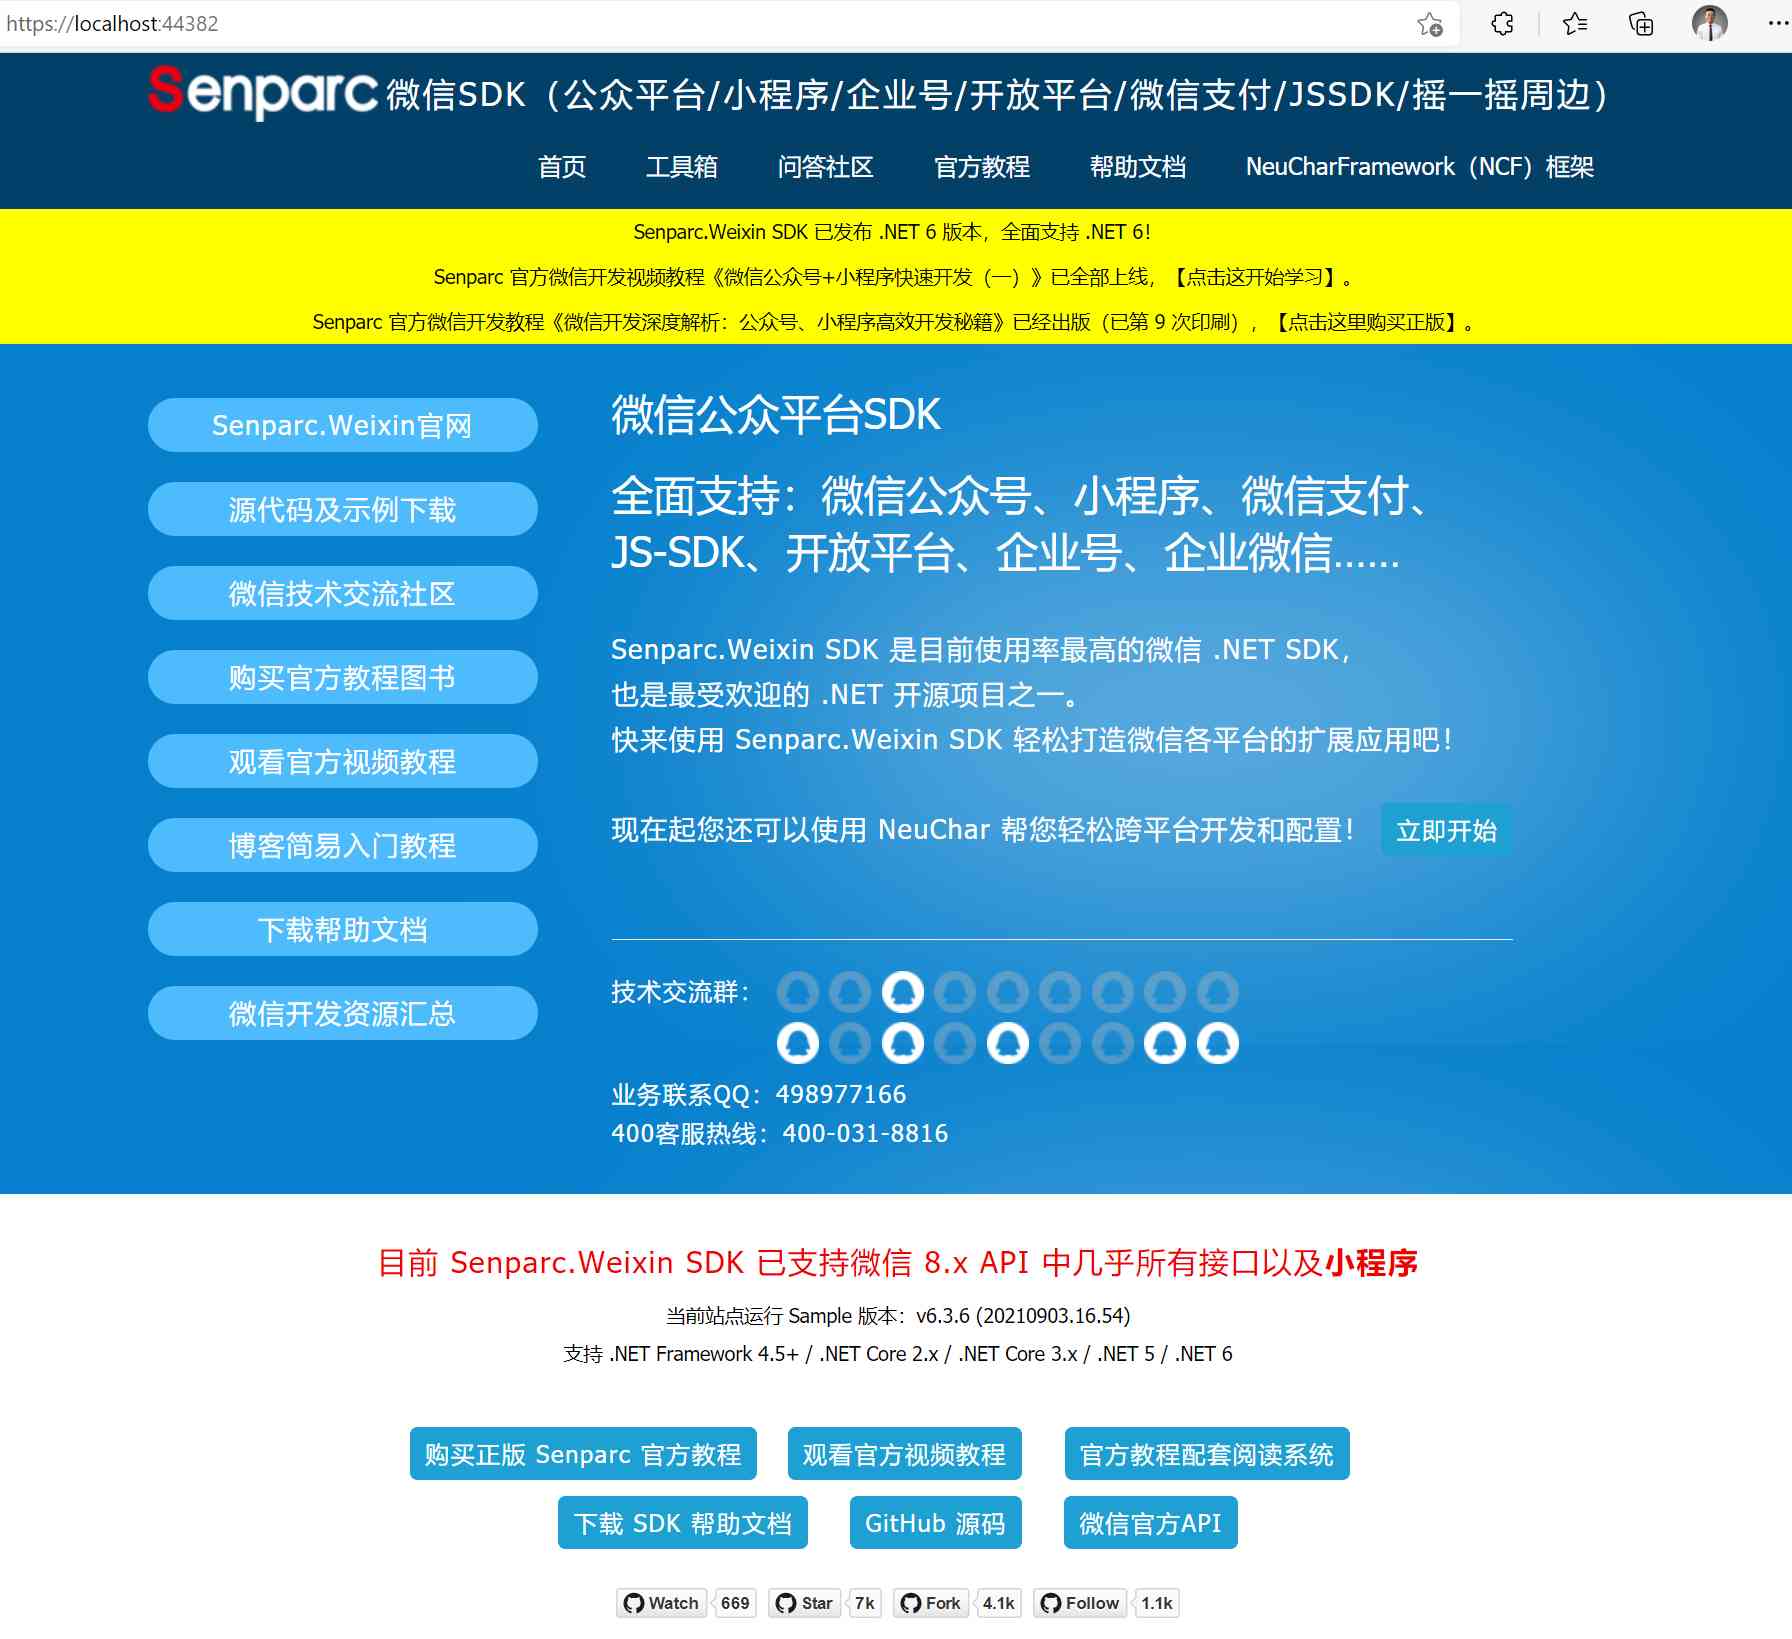 https://localhost:44382
Senparc 微信SDK（公众平台/小程序/企业号/开放平台/微信支付/JSSDK/摇一摇周边）
首页 工具箱 问答社区 官方教程 帮助文档 NeuCharFramework（NCF）框架
Senparc.Weixin SDK 已发布 .NET 6 版本，全面支持 .NET 6！
Senparc 官方微信开发视频教程《微信公众号+小程序快速开发（一）》已全部上线，【点击这开始学习】。
Senparc 官方微信开发教程《微信开发深度解析：公众号、小程序高效开发秘籍》已经出版（已第 9 次印刷），【点击这里购买正版】。
Senparc.Weixin官网
源代码及示例下载
微信技术交流社区
购买官方教程图书
观看官方视频教程
博客简易入门教程
下载帮助文档
微信开发资源汇总
微信公众平台SDK
全面支持：微信公众号、小程序、微信支付、
JS-SDK、开放平台、企业号、企业微信……
Senparc.Weixin SDK 是目前使用率最高的微信 .NET SDK，
也是最受欢迎的 .NET 开源项目之一。
快来使用 Senparc.Weixin SDK 轻松打造微信各平台的扩展应用吧！
现在起您还可以使用 NeuChar 帮您轻松跨平台开发和配置！ 立即开始
技术交流群：
业务联系QQ：498977166
400客服热线：400-031-8816
目前 Senparc.Weixin SDK 已支持微信 8.x API 中几乎所有接口以及小程序
当前站点运行 Sample 版本：v6.3.6 (20210903.16.54)
支持 .NET Framework 4.5+ / .NET Core 2.x / .NET Core 3.x / .NET 5 / .NET 6
购买正版 Senparc 官方教程 观看官方视频教程 官方教程配套阅读系统
下载 SDK 帮助文档 GitHub 源码 微信官方API
Watch 669 Star 7k Fork 4.1k Follow 1.1k